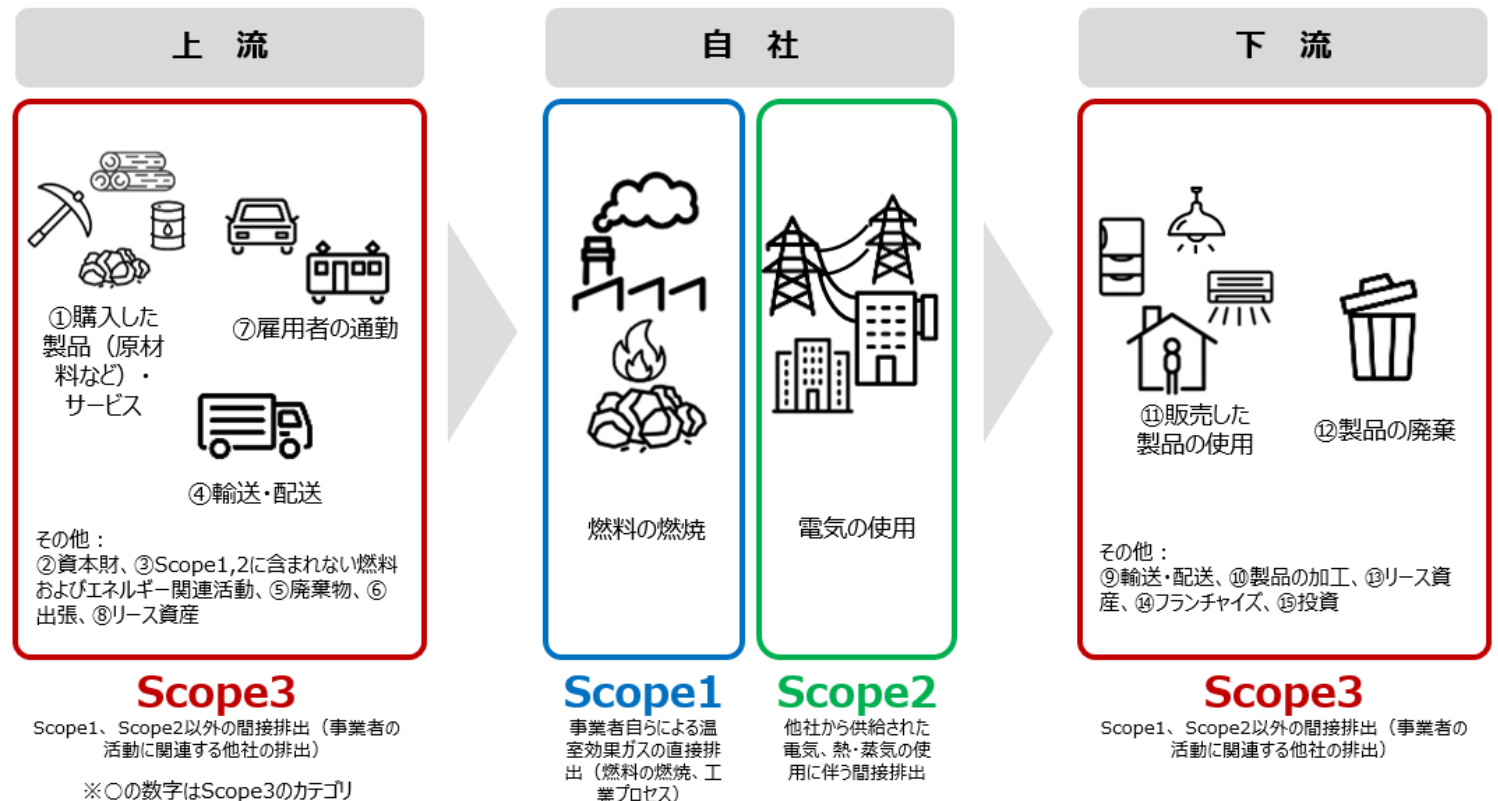 上　流
①購入した
製品（原材
料など）・
サービス
⑦雇用者の通勤
④輸送・配送
その他：
②資本財、③Scope1,2に含まれない燃料
およびエネルギー関連活動、⑤廃棄物、⑥
出張、⑧リース資産
Scope3
Scope1、Scope2以外の間接排出（事業者の
活動に関連する他社の排出）
※○の数字はScope3のカテゴリ
自　社
燃料の燃焼
Scope1
事業者自らによる温
室効果ガスの直接排
出（燃料の燃焼、工
業プロセス）
電気の使用
Scope2
他社から供給された
電気、熱・蒸気の使
用に伴う間接排出
下　流
⑪販売した
製品の使用
⑫製品の廃棄
その他：
⑨輸送・配送、⑩製品の加工、⑬リース資
産、⑭フランチャイズ、⑮投資
Scope3
Scope1、Scope2以外の間接排出（事業者の
活動に関連する他社の排出）